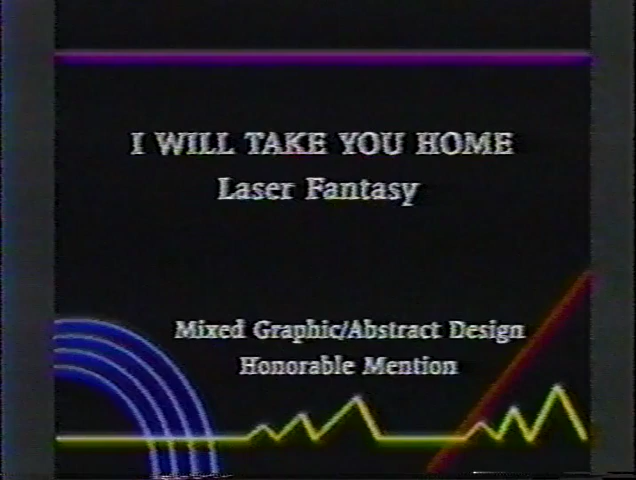 I WILL TAKE YOU HOME
Laser Fantasy
Mixed Graphic/Abstract Design
Honorable Mention